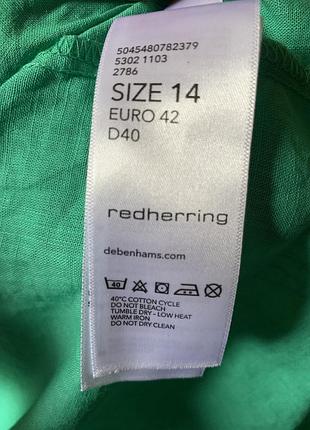 5045480782379
5302 1103
2786
SIZE 14
EURO 42
D40
redherring
debenhams.com
40
40°C COTTON CYCLE
DO NOT BLEACH
TUMBLE DRY - LOW HEAT
WARM IRON
DO NOT DRY CLEAN